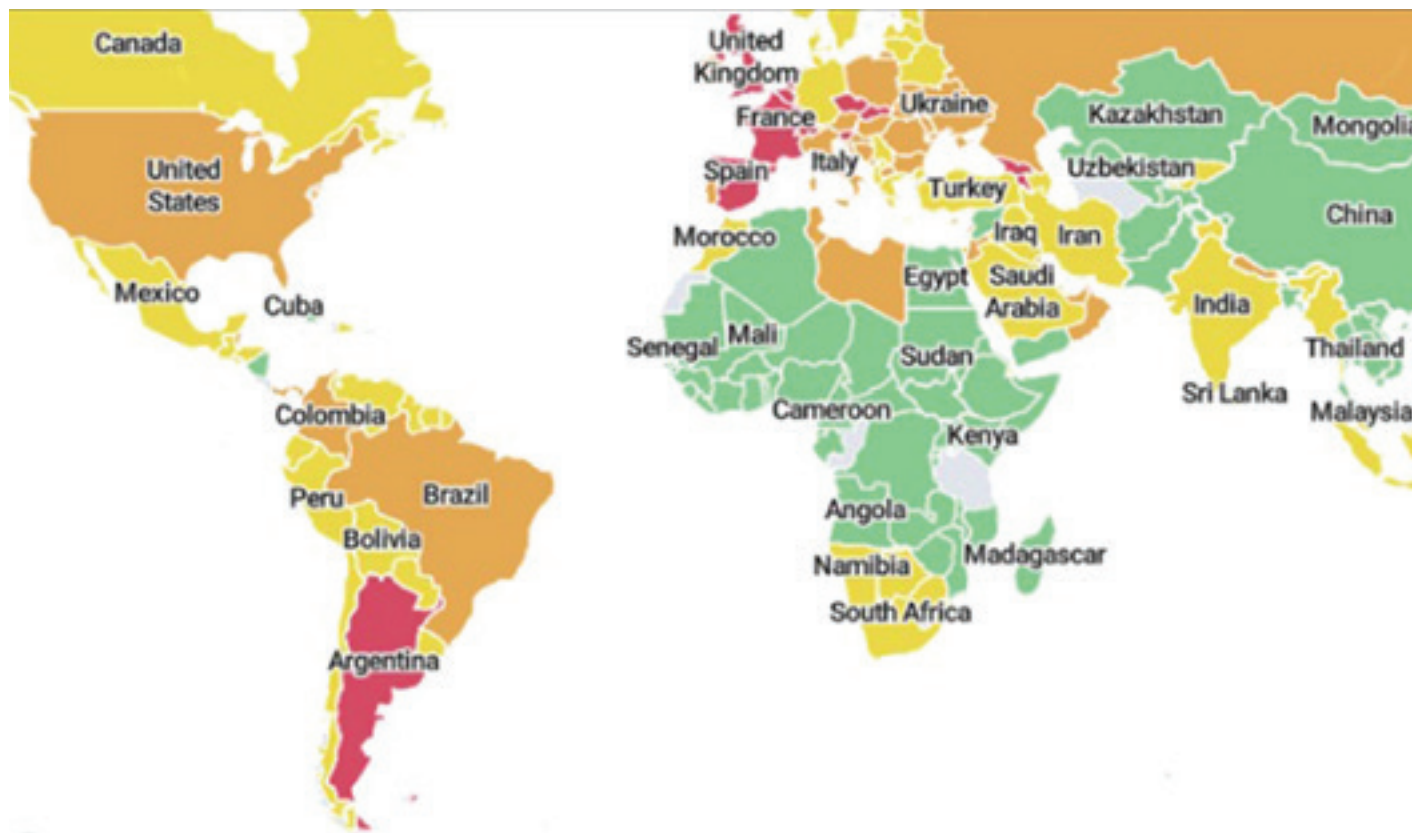 Canada
United
Kingdom
Ukraine
France
Kazakhstan
Mongolia
United
States
Spain
Italy
Turkey
Uzbekistan
China
Morocco
Iraq
Iran
Mexico
Cuba
Egypt
Saudi
Arabia
India
Senegal
Mali
Sudan
Thailand
Sri Lanka
Colombia
Cameroon
Kenya
Malaysia
Peru
Brazil
Bolivia
Angola
Namibia
Madagascar
South Africa
Argentina